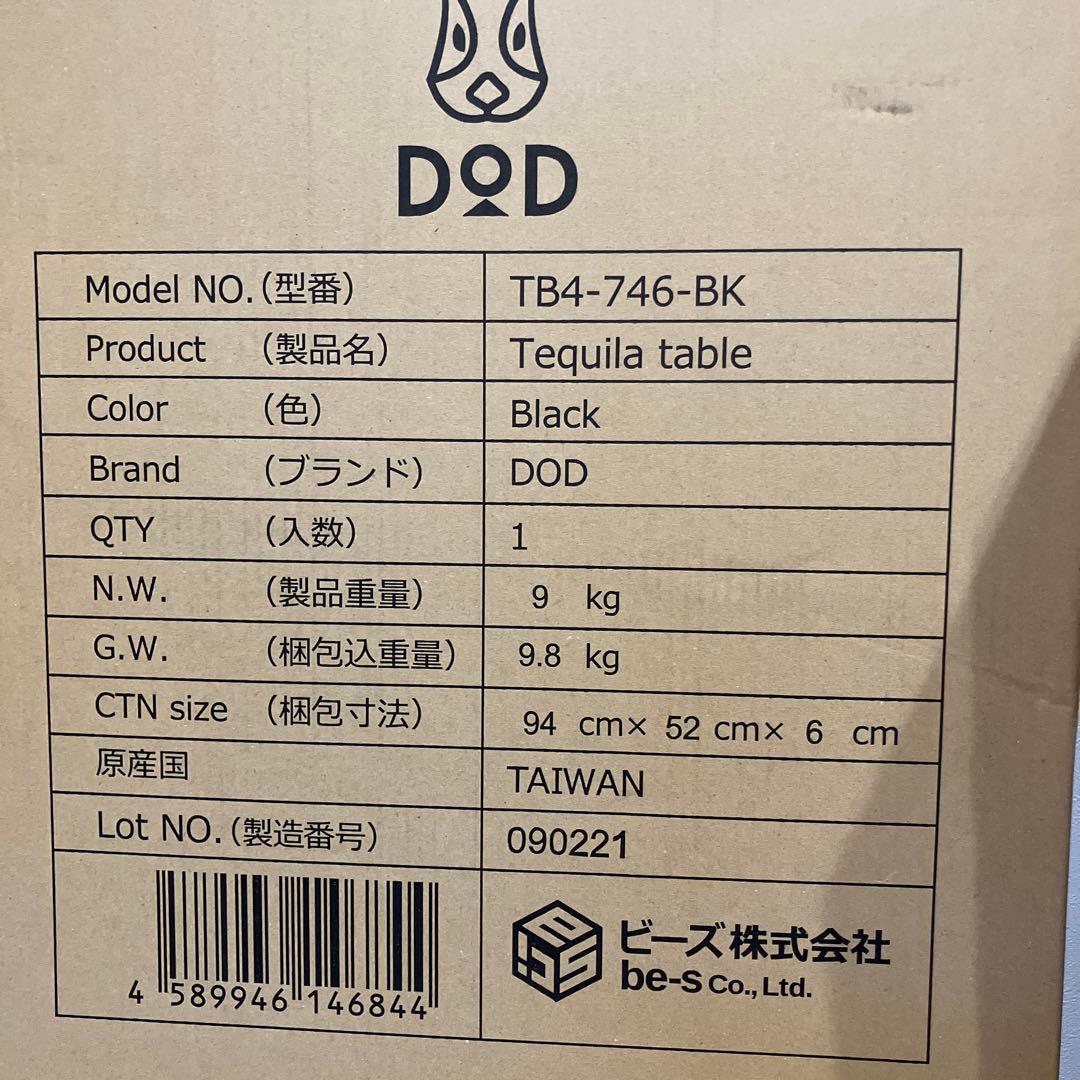 DOD
Model NO.（型番） TB4-746-BK
Product （製品名） Tequila table
Color （色） Black
Brand （ブランド） DOD
QTY （入数） 1
N.W. （製品重量） 9 kg
G.W. （梱包込重量） 9.8 kg
CTN size （梱包寸法） 94 cm× 52 cm× 6 cm
原産国 TAIWAN
Lot NO.（製造番号） 090221
4 589946 146844
ビーズ株式会社
be-s Co., Ltd.